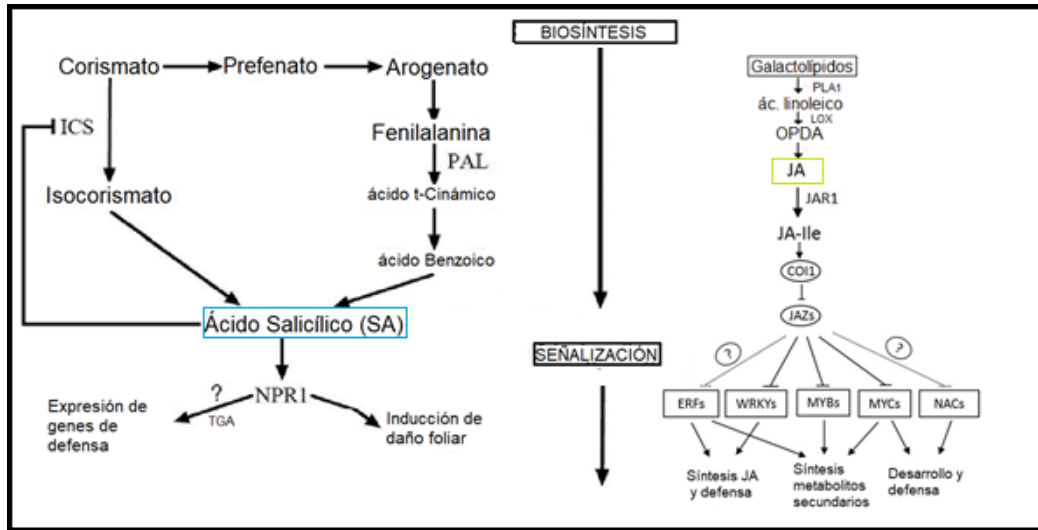 BIOSÍNTESIS
Corismato
Prefenato
Arogenato
ICS
Fenilalanina
PAL
Isocorismato
ácido t-Cinámico
ácido Benzoico
Ácido Salicílico (SA)
NPR1
?
TGA
Expresión de
genes de
defensa
Inducción de
daño foliar
SEÑALIZACIÓN
Galactolípidos
PLA1
ác. linoleico
LOX
OPDA
JA
JAR1
JA-Ile
COI1
JAZs
?
?
ERFs
WRKYs
MYBs
MYCs
NACs
Síntesis JA
y defensa
Síntesis
metabolitos
secundarios
Desarrollo y
defensa